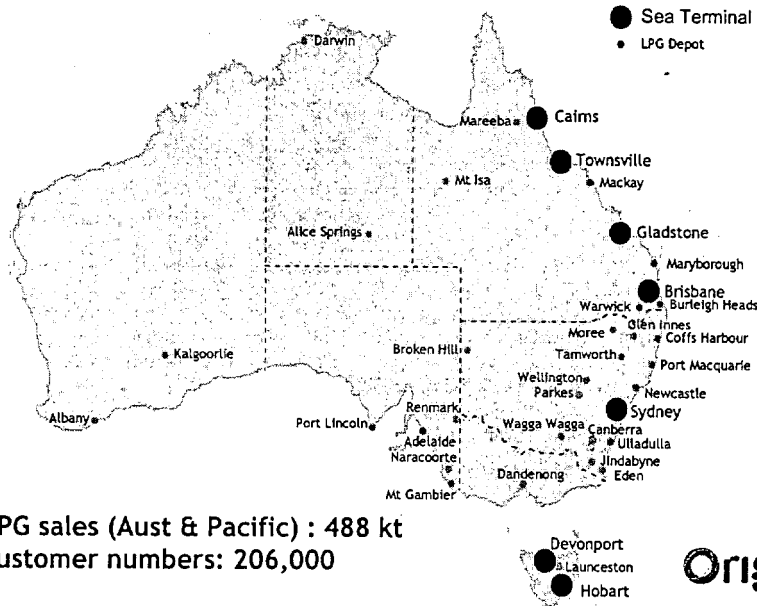 Sea Terminal
LPG Depot
Darwin
Mareeba
Cairns
Townsville
Mt Isa
Mackay
Alice Springs
Gladstone
Maryborough
Brisbane
Warwick
Burleigh Heads
Glen Innes
Moree
Coffs Harbour
Broken Hill
Kalgoorlie
Tamworth
Port Macquarie
Wellington
Parkes
Newcastle
Renmark
Sydney
Albany
Port Lincoln
Wagga Wagga
Canberra
Ulladulla
Adelaide
Naracoorte
Jindabyne
Dandenong
Eden
Mt Gambier
PG sales (Aust & Pacific) : 488 kt
ustomer numbers: 206,000
Devonport
Launceston
Hobart
Orig